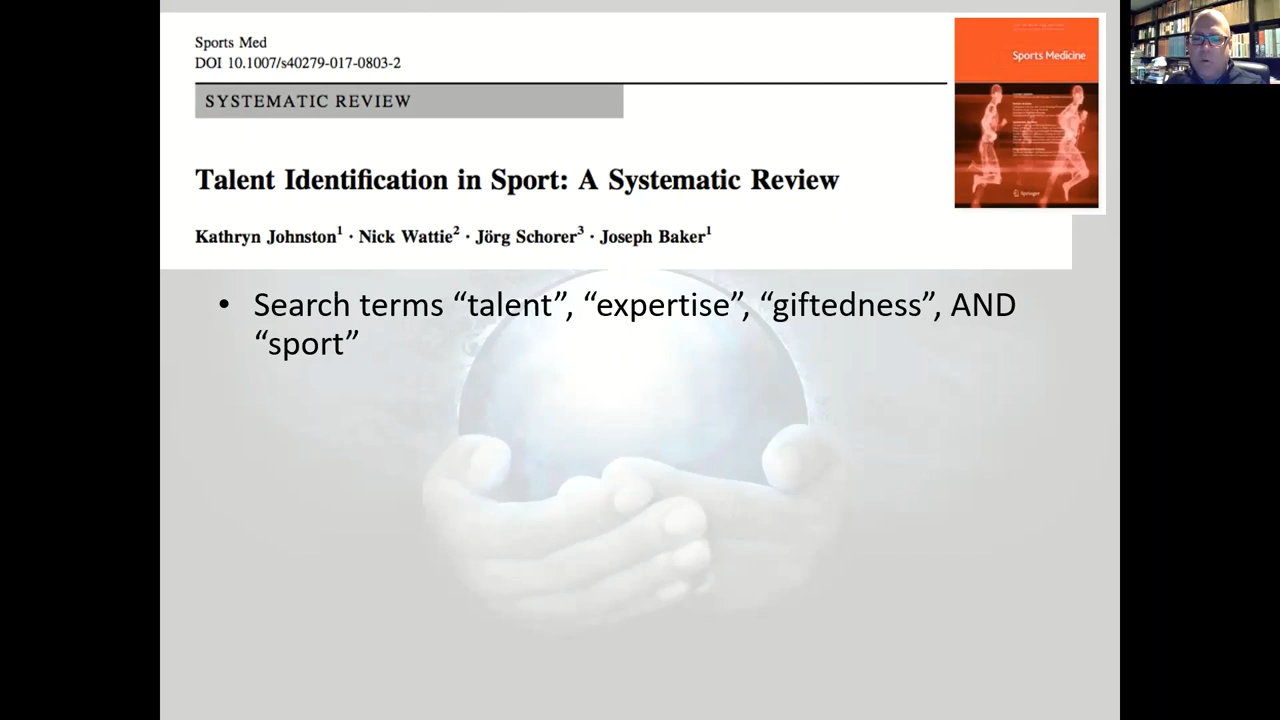 Sports Med
DOI 10.1007/s40279-017-0803-2
SYSTEMATIC REVIEW
Sports Medicine
Talent Identification in Sport: A Systematic Review
Springer
Kathryn Johnston1 · Nick Wattie2 · Jörg Schorer3 · Joseph Baker1
• Search terms “talent”, “expertise”, “giftedness”, AND
“sport”